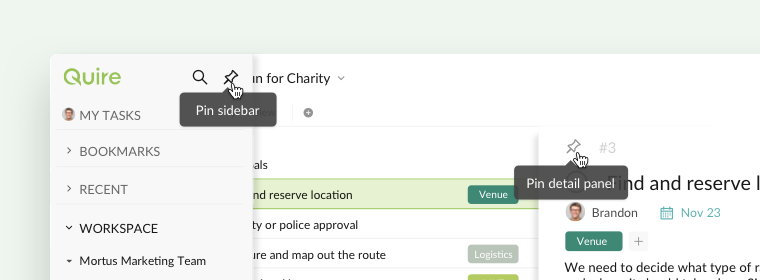 Quire
un for Charity
Pin sidebar
MY TASKS
BOOKMARKS
RECENT
WORKSPACE
Mortus Marketing Team
als
nd reserve location
Venue
ty or police approval
ure and map out the route
Logistics
#3
Pin detail panel
Find and reserve l
Brandon
Nov 23
Venue
We need to decide what type of r